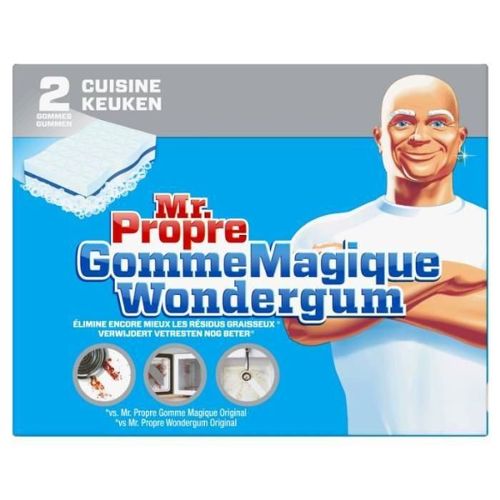 2 CUISINE
KEUKEN
GOMMES
GUMMEN
Mr.
Propre
GommeMagique
Wondergum
ÉLIMINE ENCORE MIEUX LES RÉSIDUS GRAISSEUX*
VERWIJDERT VETRESTEN NOG BETER*
*vs. Mr. Propre Gomme Magique Original
*vs Mr. Propre Wondergum Original